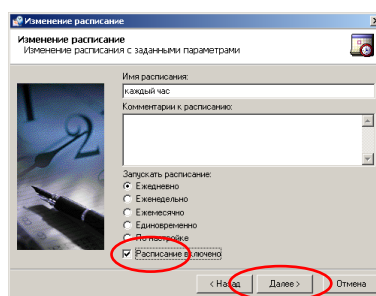 Изменение расписание
Изменение расписание
Изменение расписания с заданными параметрами
Имя расписания:
каждый час
Комментарии к расписанию:
Запускать расписание:
Ежедневно
Еженедельно
Ежемесячно
Единовременно
По настройке
Расписание включено
< Назад
Далее >
Отмена